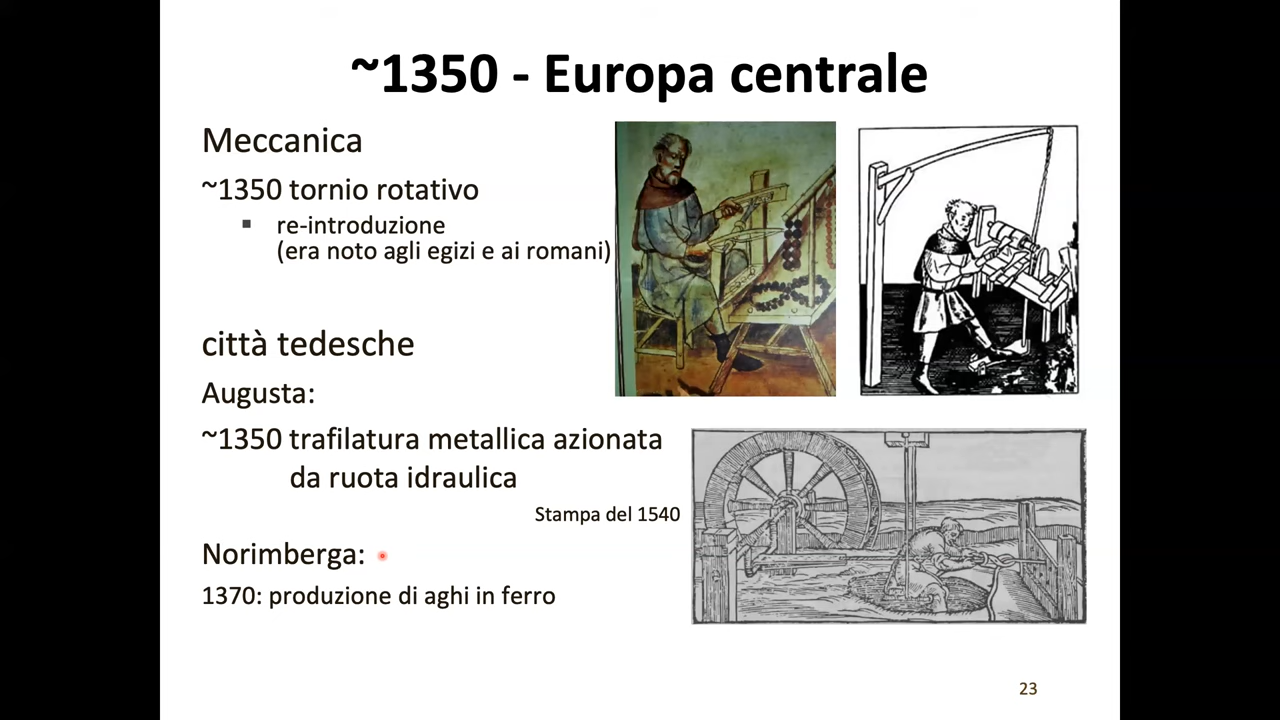 ~1350 - Europa centrale
Meccanica
~1350 tornio rotativo
▪ re-introduzione
(era noto agli egizi e ai romani)
città tedesche
Augusta:
~1350 trafilatura metallica azionata
da ruota idraulica
Stampa del 1540
Norimberga:
1370: produzione di aghi in ferro
23